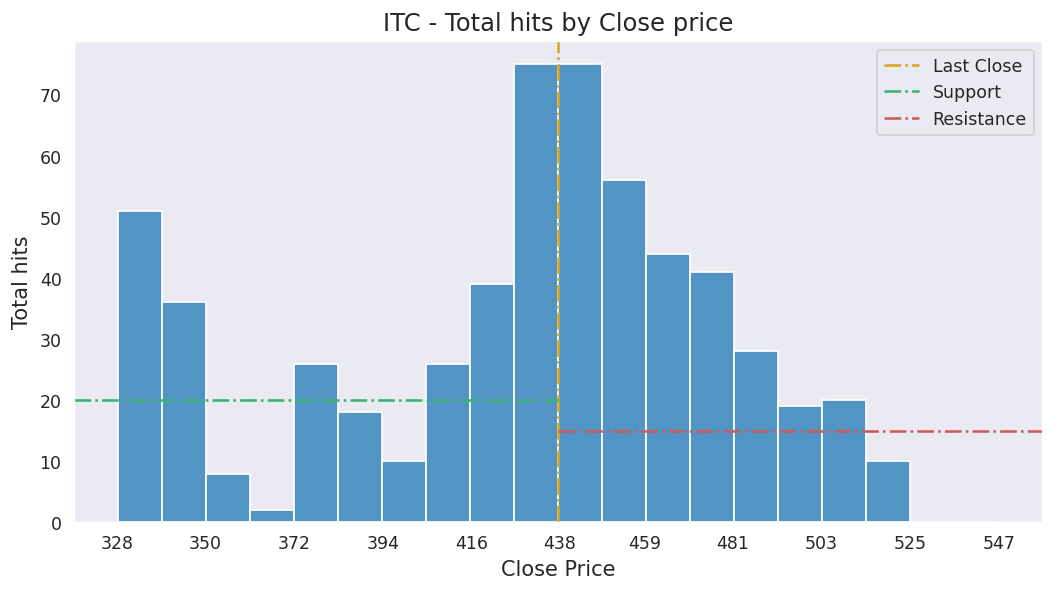 ITC - Total hits by Close price
Last Close
Support
Resistance
Total hits
70
60
50
40
30
20
10
0
328 350 372 394 416 438 459 481 503 525 547
Close Price